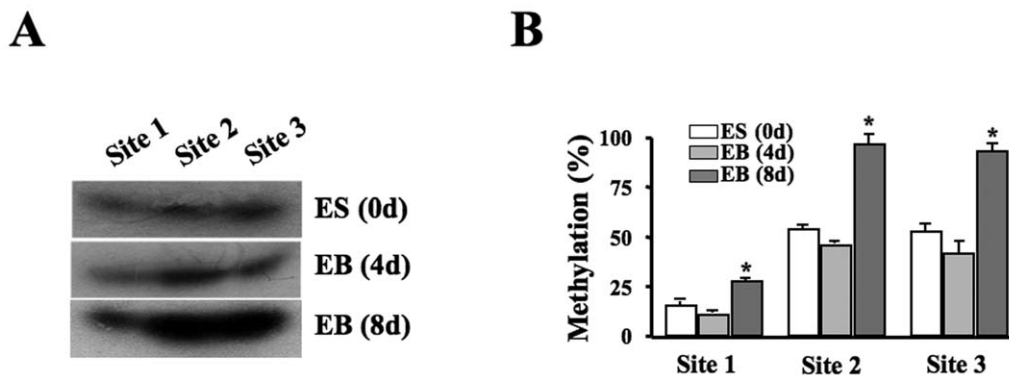 A
B
Site 1
Site 2
Site 3
ES (0d)
EB (4d)
EB (8d)
Methylation (%)
100
75
50
25
0
ES (0d)
EB (4d)
EB (8d)
*
*
*
Site 1
Site 2
Site 3